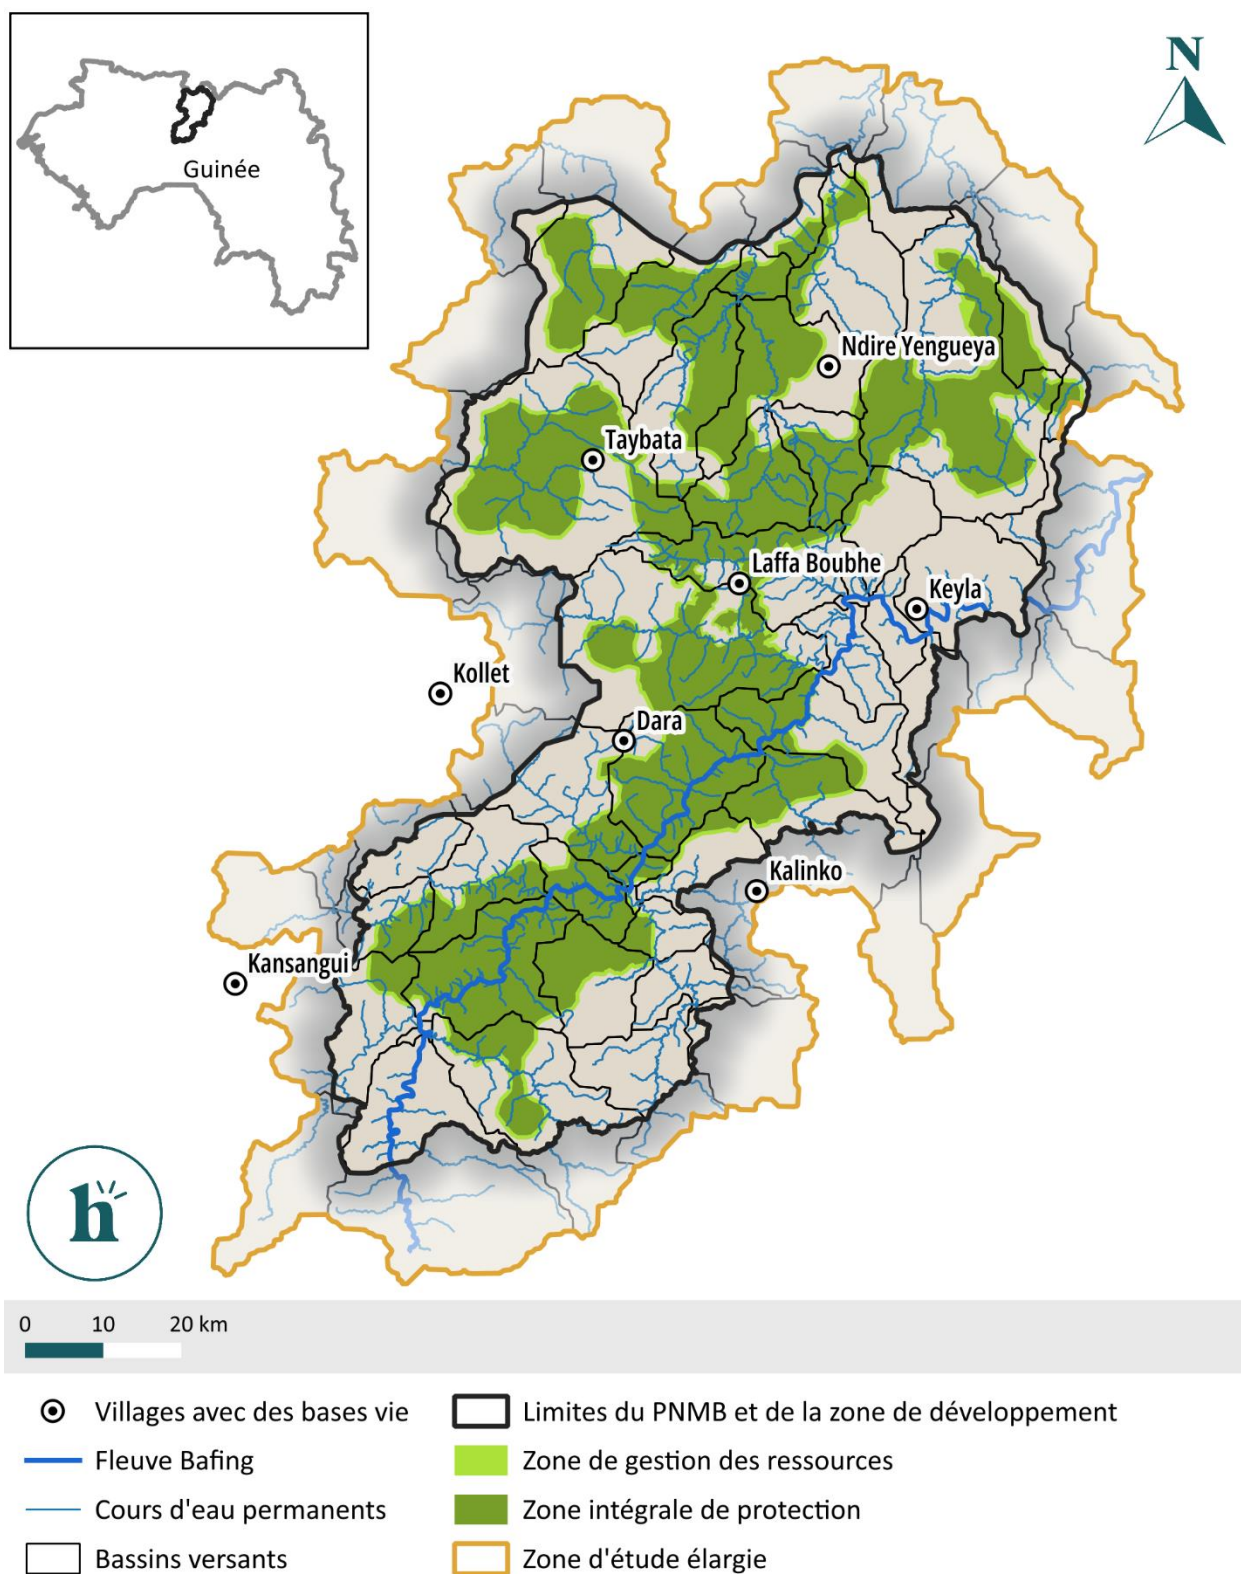 Guinée
N
Ndire Yengueya
Taybata
Laffa Boubhe
Keyla
Kollet
Dara
Kalinko
Kansangui
h
0 10 20 km
Villages avec des bases vie
Limites du PNMB et de la zone de développement
Fleuve Bafing
Zone de gestion des ressources
Cours d'eau permanents
Zone intégrale de protection
Bassins versants
Zone d'étude élargie